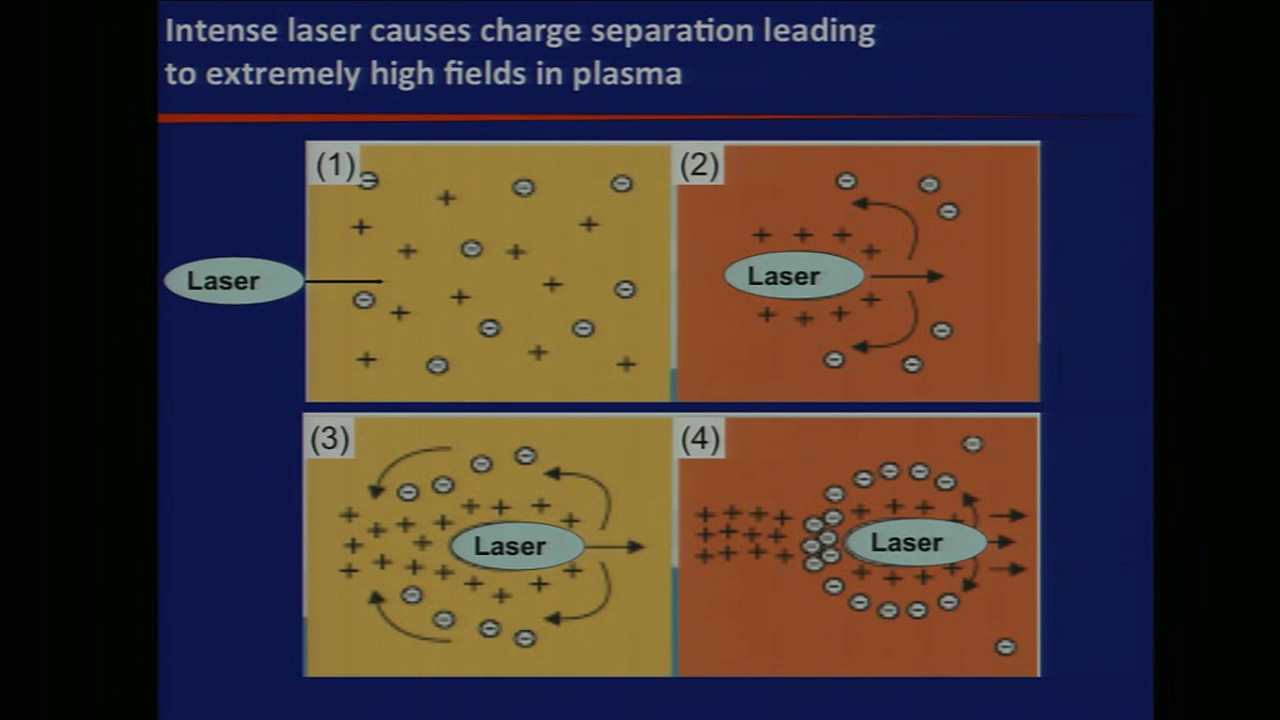 Intense laser causes charge separation leading
to extremely high fields in plasma
(1)
(2)
Laser
Laser
(3)
(4)
Laser
Laser